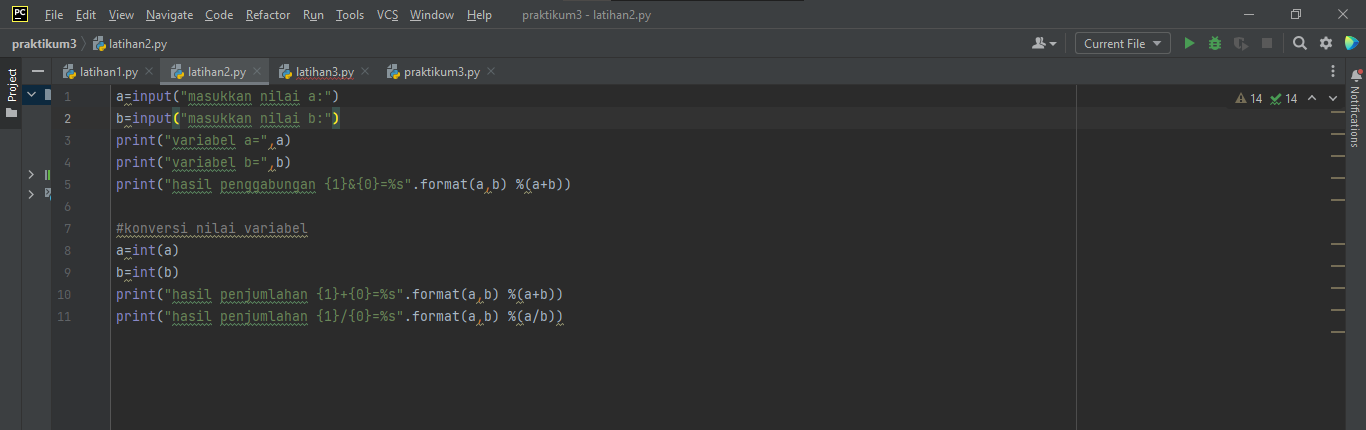 PC File Edit View Navigate Code Refactor Run Tools VCS Window Help praktikum3 - latihan2.py
praktikum3 latihan2.py Current File
Project latihan1.py latihan2.py latihan3.py praktikum3.py
1 a=input("masukkan nilai a:")
2 b=input("masukkan nilai b:")
3 print("variabel a=",a)
4 print("variabel b=",b)
5 print("hasil penggabungan {1}&{0}=%s".format(a,b) %(a+b))
6
7 #konversi nilai variabel
8 a=int(a)
9 b=int(b)
10 print("hasil penjumlahan {1}+{0}=%s".format(a,b) %(a+b))
11 print("hasil penjumlahan {1}/{0}=%s".format(a,b) %(a/b))
14 14
Notifications